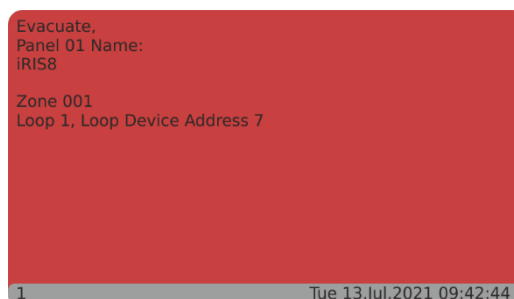 Evacuate,
Panel 01 Name:
iRIS8
Zone 001
Loop 1, Loop Device Address 7
1
Tue 13.Jul.2021 09:42:44